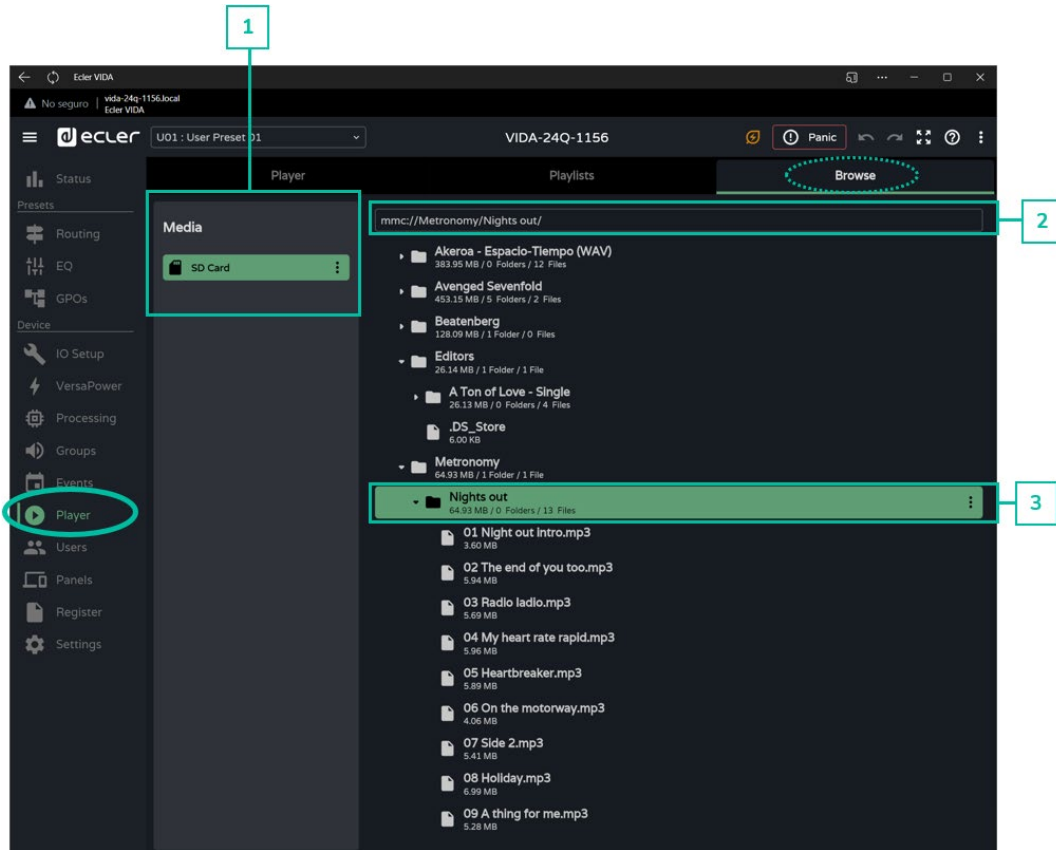 1
Ecler VIDA
No seguro
vida-24q-1156.local
Ecler VIDA
ecler
U01 : User Preset 01
VIDA-24Q-1156
Panic
Status
Presets
Routing
EQ
GPOs
Device
IO Setup
VersaPower
Processing
Groups
Events
Player
Users
Panels
Register
Settings
Player
Playlists
Browse
Media
SD Card
mmc://Metronomy/Nights out/
2
Akeroa - Espacio-Tiempo (WAV)
383.95 MB / 0 Folders / 12 Files
Avenged Sevenfold
453.15 MB / 5 Folders / 2 Files
Beatenberg
128.09 MB / 1 Folder / 0 Files
Editors
26.14 MB / 1 Folder / 1 File
A Ton of Love - Single
26.13 MB / 0 Folders / 4 Files
.DS_Store
6.00 KB
Metronomy
64.93 MB / 1 Folder / 1 File
Nights out
64.93 MB / 0 Folders / 13 Files
3
01 Night out intro.mp3
3.60 MB
02 The end of you too.mp3
5.94 MB
03 Radio ladio.mp3
5.69 MB
04 My heart rate rapid.mp3
5.96 MB
05 Heartbreaker.mp3
5.89 MB
06 On the motorway.mp3
4.06 MB
07 Side 2.mp3
5.41 MB
08 Holiday.mp3
6.99 MB
09 A thing for me.mp3
5.28 MB